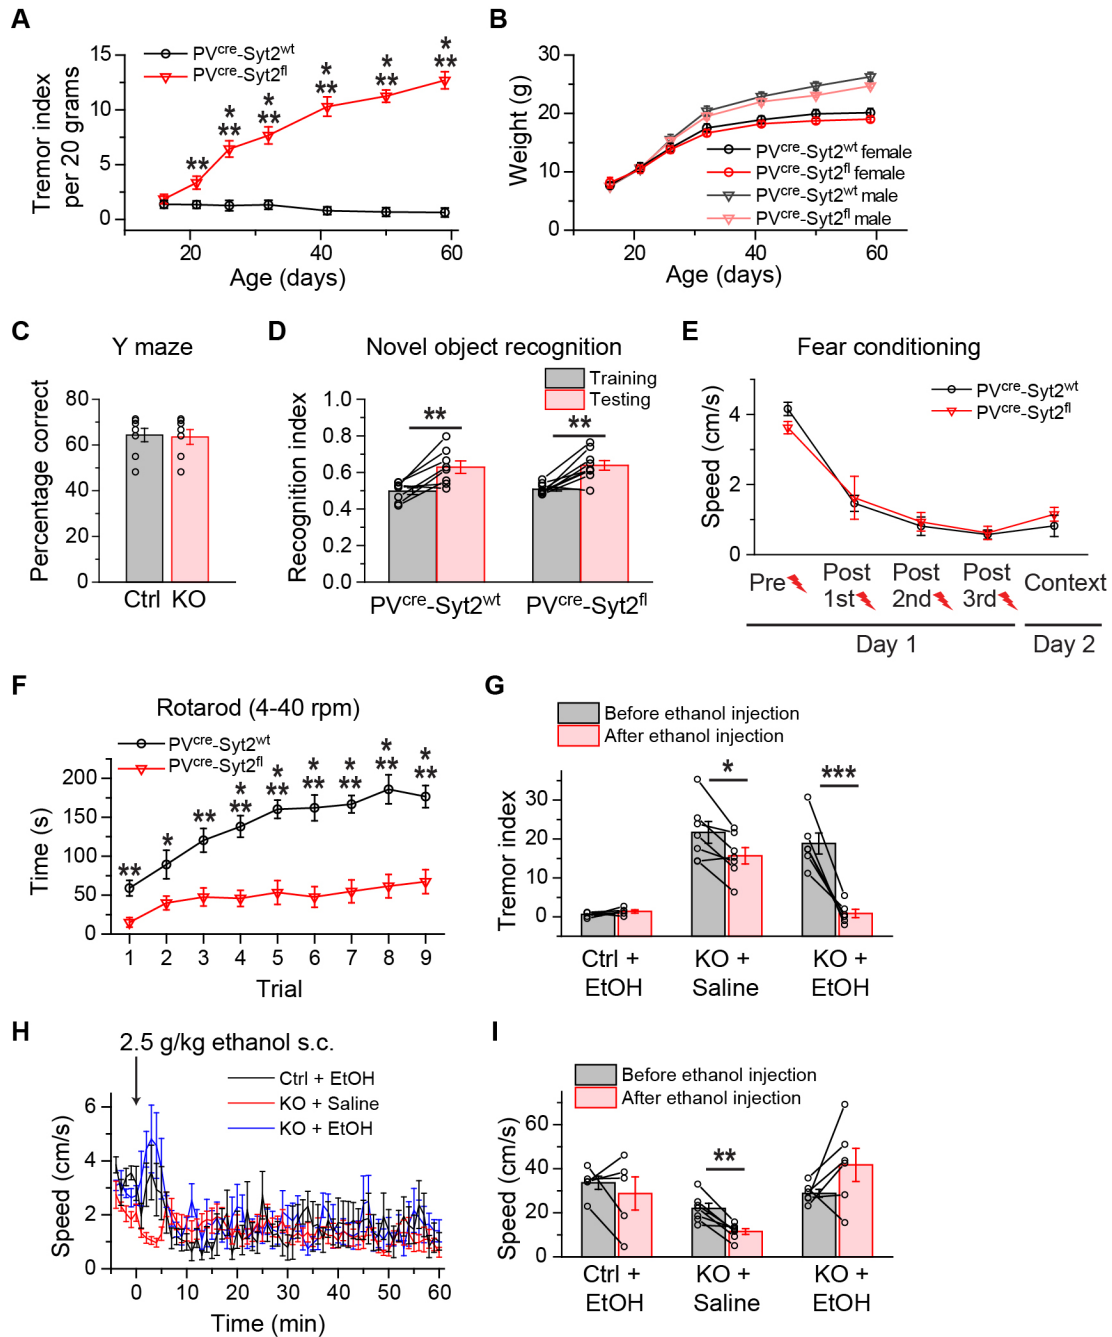 A
PVcre-Syt2wt
PVcre-Syt2fl
Tremor index
per 20 grams
15
10
5
0
** * ** * ** * ** * ** * **
20 40 60
Age (days)
B
Weight (g)
30
20
10
0
PVcre-Syt2wt female
PVcre-Syt2fl female
PVcre-Syt2wt male
PVcre-Syt2fl male
20 40 60
Age (days)
C
Y maze
Percentage correct
80
60
40
20
0
Ctrl KO
D
Novel object recognition
Training
Testing
Recognition index
1.0
0.8
0.6
0.4
0.2
0.0
** **
PVcre-Syt2wt PVcre-Syt2fl
E
Fear conditioning
PVcre-Syt2wt
PVcre-Syt2fl
Speed (cm/s)
4
2
0
Pre Post 1st Post 2nd Post 3rd Context
Day 1 Day 2
F
Rotarod (4-40 rpm)
PVcre-Syt2wt
PVcre-Syt2fl
Time (s)
200
150
100
50
0
** * ** * ** * ** * ** * ** * ** * **
1 2 3 4 5 6 7 8 9
Trial
G
Before ethanol injection
After ethanol injection
Tremor index
30
20
10
0
* ***
Ctrl + EtOH
KO + Saline
KO + EtOH
H
2.5 g/kg ethanol s.c.
Ctrl + EtOH
KO + Saline
KO + EtOH
Speed (cm/s)
6
4
2
0
0 10 20 30 40 50 60
Time (min)
I
Before ethanol injection
After ethanol injection
Speed (cm/s)
60
40
20
0
**
Ctrl + EtOH
KO + Saline
KO + EtOH